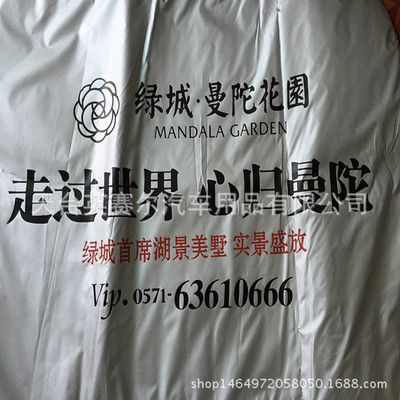 绿城·曼陀花園
MANDALA GARDEN
走过世界 心归曼陀
绿城首席湖景美墅 实景盛放
Vip. 0571-63610666
shop1464972058050.1688.com